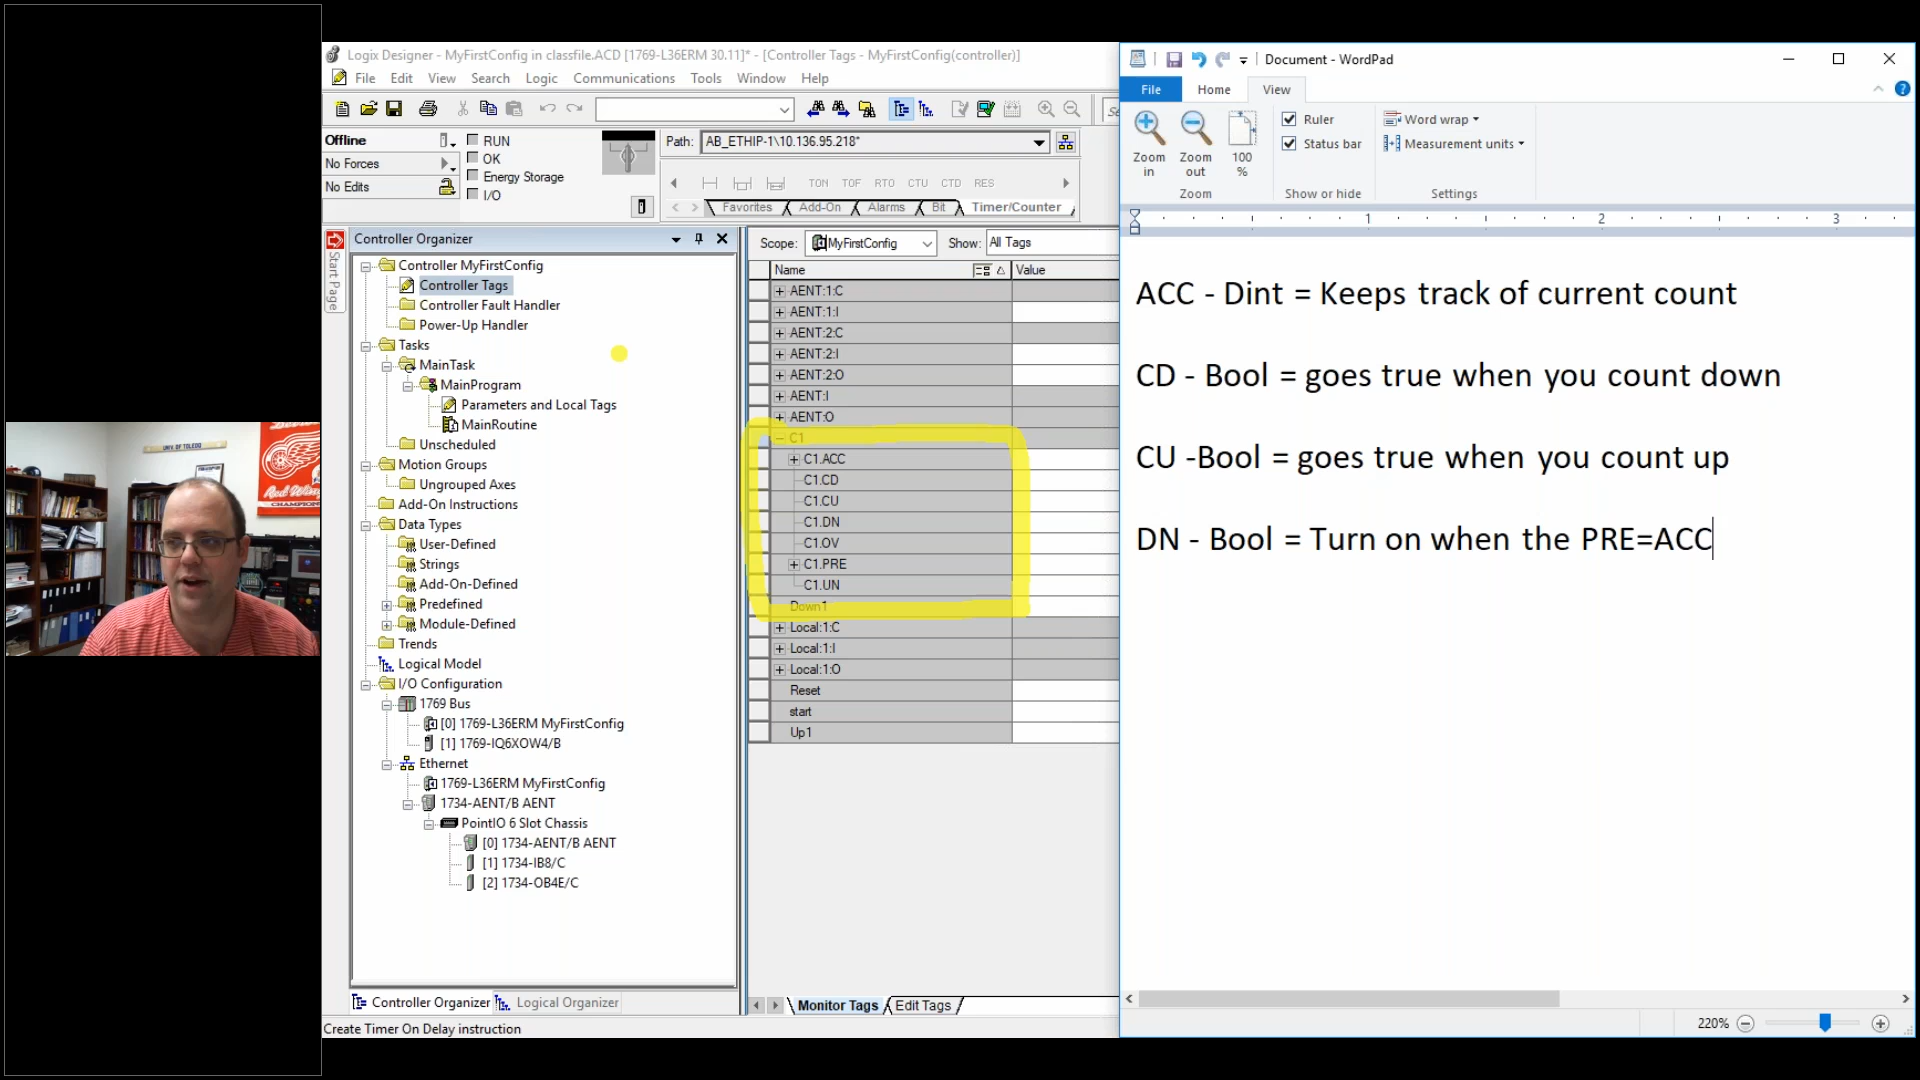 Logix Designer - MyFirstConfig in classfile.ACD [1769-L36ERM 30.11]* - [Controller Tags - MyFirstConfig(controller)]
File Edit View Search Logic Communications Tools Window Help
Offline
No Forces
No Edits
RUN
OK
Energy Storage
I/O
Path: AB_ETHIP-1\10.136.95.218*
TON TOF RTO CTU CTD RES
Favorites Add-On Alarms Bit Timer/Counter
Start Page
Controller Organizer
Controller MyFirstConfig
Controller Tags
Controller Fault Handler
Power-Up Handler
Tasks
MainTask
MainProgram
Parameters and Local Tags
MainRoutine
Unscheduled
Motion Groups
Ungrouped Axes
Add-On Instructions
Data Types
User-Defined
Strings
Add-On-Defined
Predefined
Module-Defined
Trends
Logical Model
I/O Configuration
1769 Bus
[0] 1769-L36ERM MyFirstConfig
[1] 1769-IQ6XOW4/B
Ethernet
1769-L36ERM MyFirstConfig
1734-AENT/B AENT
PointIO 6 Slot Chassis
[0] 1734-AENT/B AENT
[1] 1734-IB8/C
[2] 1734-OB4E/C
Controller Organizer Logical Organizer
Create Timer On Delay instruction
Scope: MyFirstConfig Show: All Tags
Name Value
AENT:1:C
AENT:1:I
AENT:2:C
AENT:2:I
AENT:2:O
AENT:I
AENT:O
C1
C1.ACC
C1.CD
C1.CU
C1.DN
C1.OV
C1.PRE
C1.UN
Down1
Local:1:C
Local:1:I
Local:1:O
Reset
start
Up1
Monitor Tags Edit Tags
Document - WordPad
File Home View
Zoom in
Zoom out
100 %
Zoom
Ruler
Status bar
Show or hide
Word wrap
Measurement units
Settings
1 2 3
ACC - Dint = Keeps track of current count
CD - Bool = goes true when you count down
CU -Bool = goes true when you count up
DN - Bool = Turn on when the PRE=ACC
220%
UNIV. OF TOLEDO